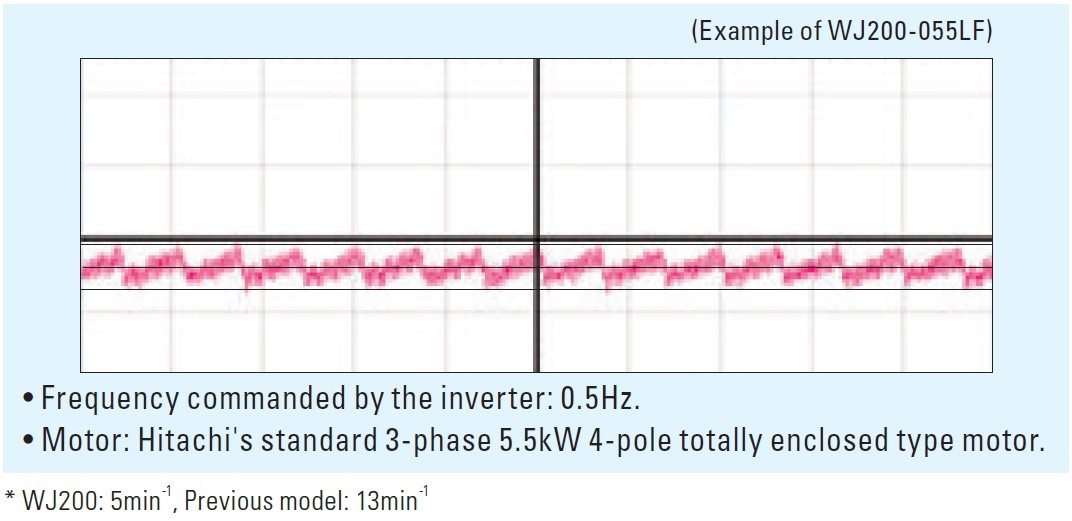 (Example of WJ200-055LF)
• Frequency commanded by the inverter: 0.5Hz.
• Motor: Hitachi's standard 3-phase 5.5kW 4-pole totally enclosed type motor.
* WJ200: 5min⁻¹, Previous model: 13min⁻¹